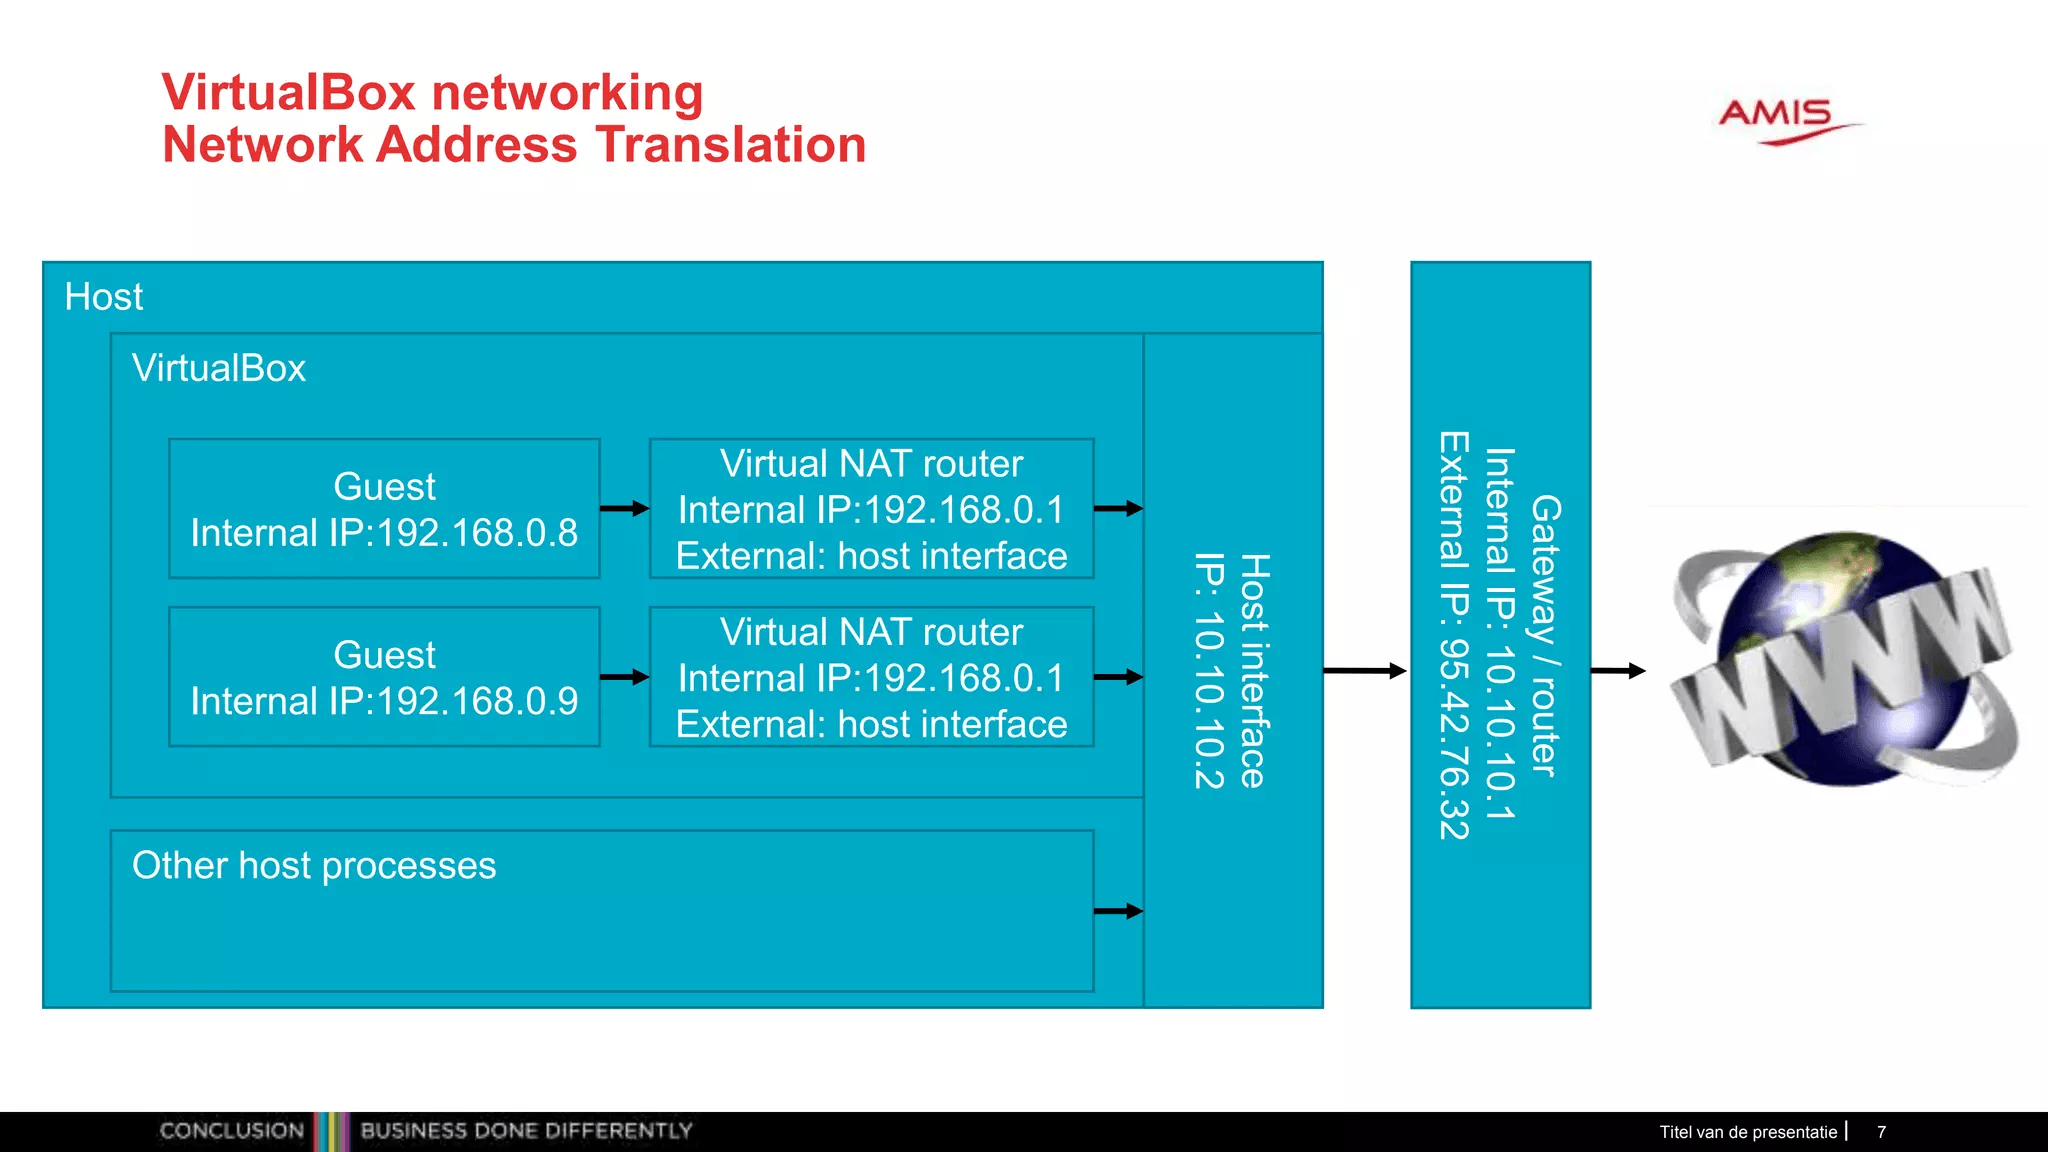 VirtualBox networking
Network Address Translation
AMIS
Host
VirtualBox
Guest
Internal IP:192.168.0.8
Virtual NAT router
Internal IP:192.168.0.1
External: host interface
Guest
Internal IP:192.168.0.9
Virtual NAT router
Internal IP:192.168.0.1
External: host interface
Other host processes
Host interface
IP: 10.10.10.2
Gateway / router
Internal IP: 10.10.10.1
External IP: 95.42.76.32
WWW
CONCLUSION BUSINESS DONE DIFFERENTLY
Titel van de presentatie | 7